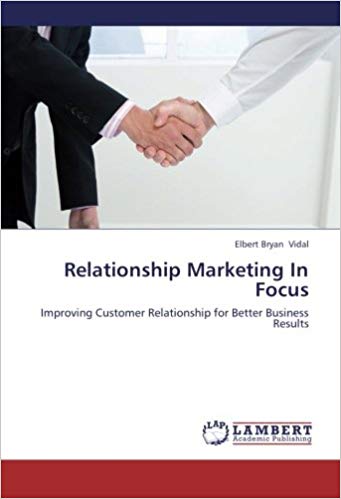 Elbert Bryan Vidal
Relationship Marketing In
Focus
Improving Customer Relationship for Better Business
Results
LAP
LAMBERT
Academic Publishing